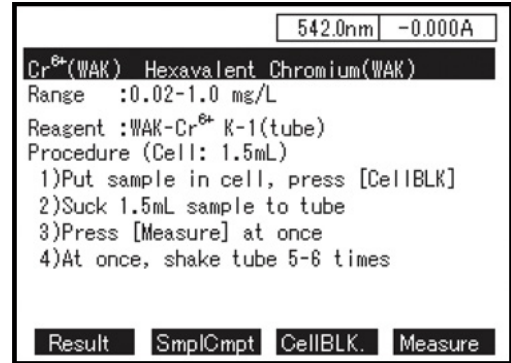 542.0nm -0.000A
Cr⁶⁺(WAK) Hexavalent Chromium(WAK)
Range :0.02-1.0 mg/L
Reagent :WAK-Cr⁶⁺ K-1(tube)
Procedure (Cell: 1.5mL)
1)Put sample in cell, press [CellBLK]
2)Suck 1.5mL sample to tube
3)Press [Measure] at once
4)At once, shake tube 5-6 times
Result SmplCmpt CellBLK. Measure